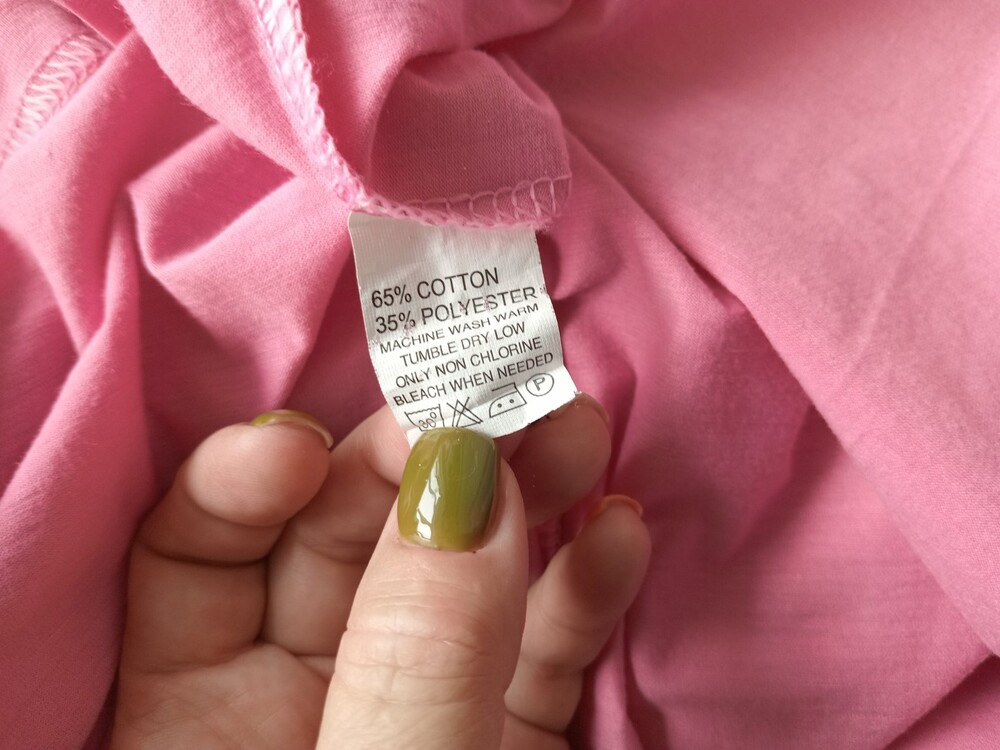 65% COTTON
35% POLYESTER
MACHINE WASH WARM
TUMBLE DRY LOW
ONLY NON CHLORINE
BLEACH WHEN NEEDED
P